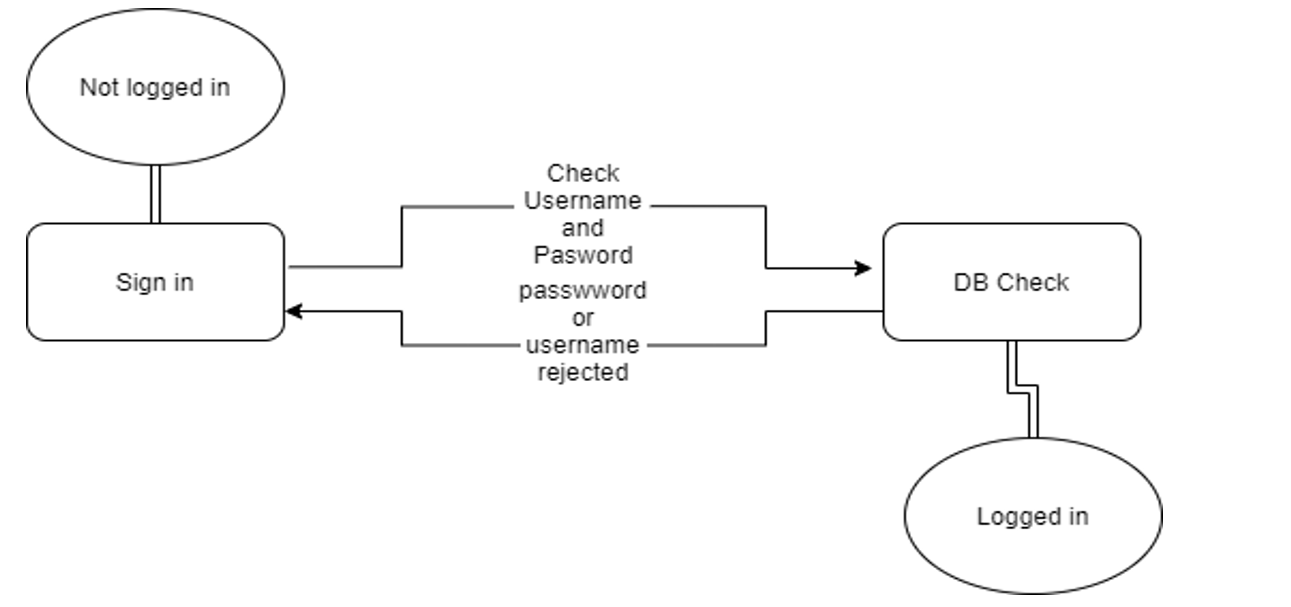 Not logged in
Check
Username
and
Pasword
Sign in
DB Check
passwword
or
username
rejected
Logged in